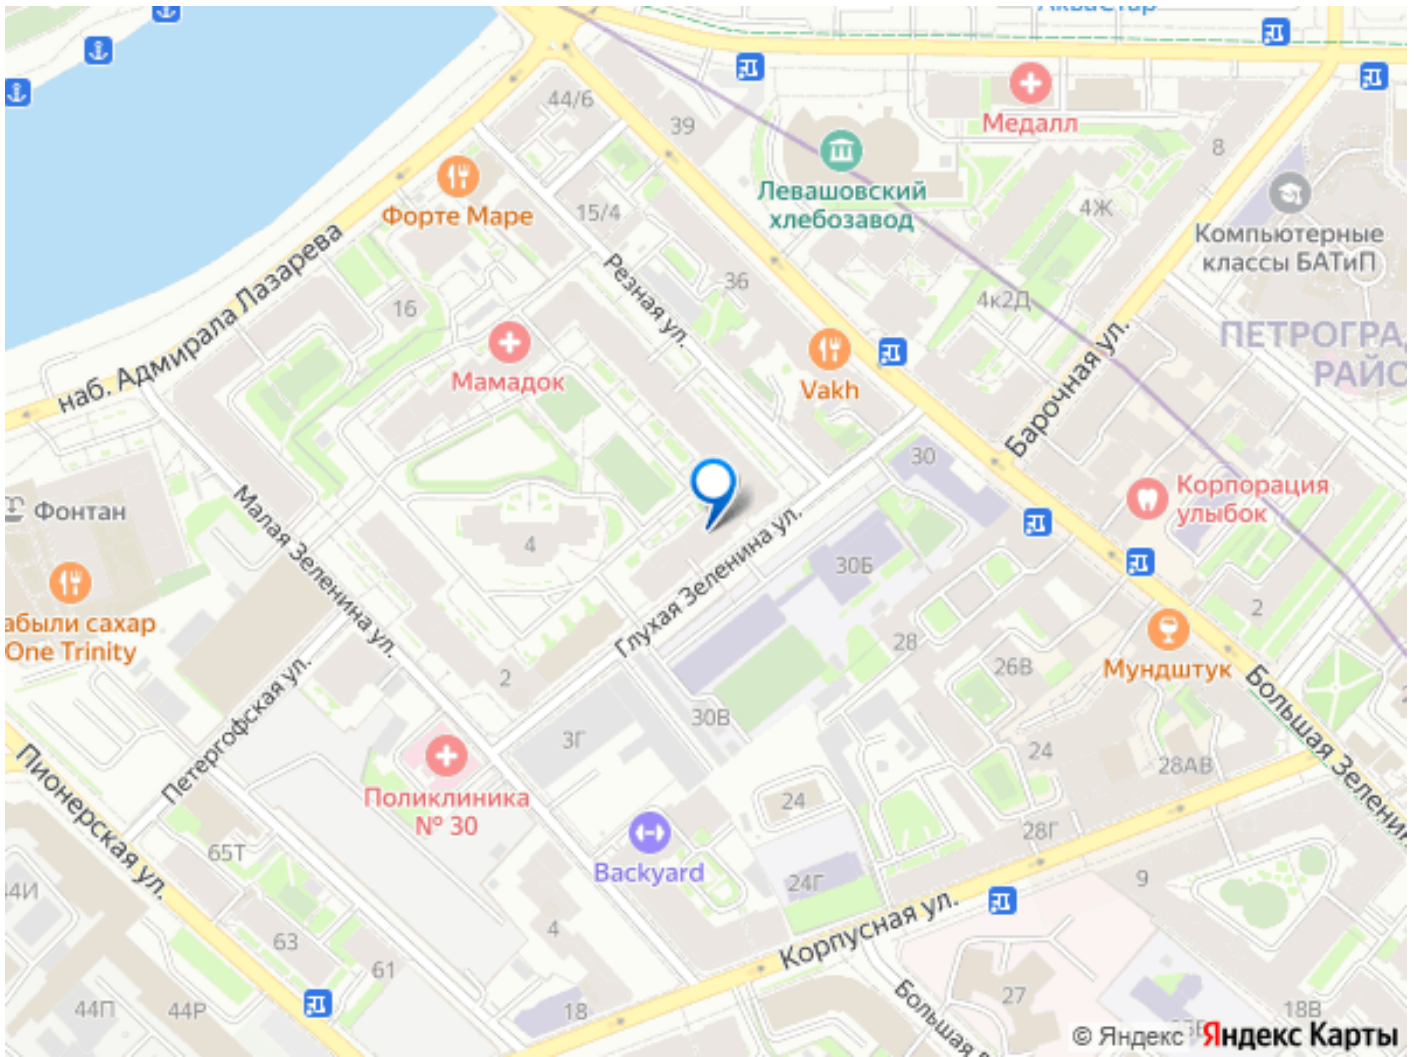 АкваСтар
44/6
39
Медалл
8
Форте Маре
15/4
Левашовский
хлебозавод
4Ж
Компьютерные
классы БАТиП
наб. Адмирала Лазарева
16
Резная ул.
36
4к2Д
ПЕТРОГРАД
РАЙО
Мамадок
Vakh
Барочная ул.
30
Корпорация
улыбок
Фонтан
Малая Зеленина ул.
4
Глухая Зеленина ул.
30Б
2
абыли сахар
One Trinity
28
26В
Мундштук
2
Петергофская ул.
30В
3Г
24
28АВ
Большая Зеленин
Пионерская ул.
Поликлиника
№ 30
24
28Г
65Т
Backyard
24Г
9
44И
63
4
Корпусная ул.
61
44П
44Р
18
Большая
27
18В
© Яндекс
Яндекс Карты